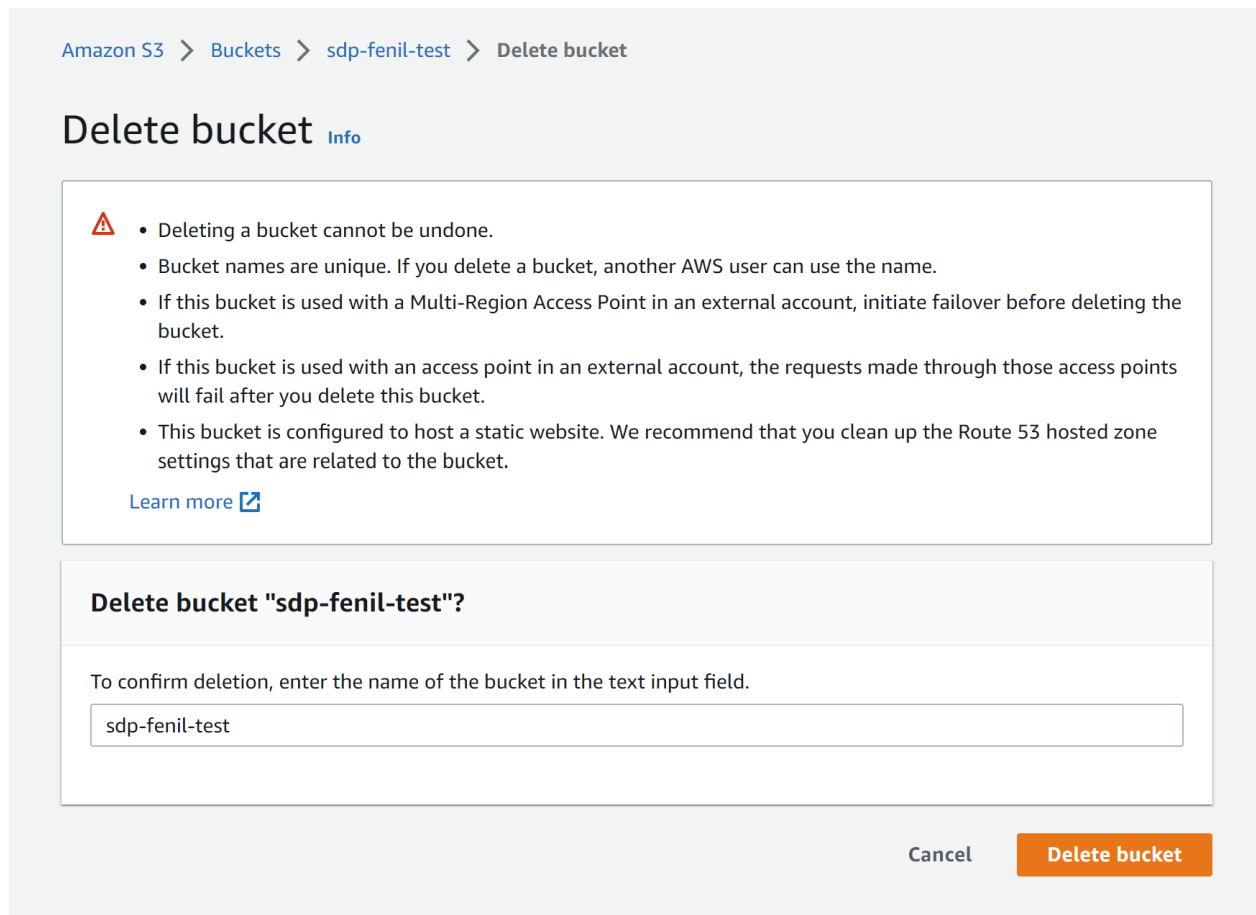 Amazon S3 > Buckets > sdp-fenil-test > Delete bucket
Delete bucket Info
• Deleting a bucket cannot be undone.
• Bucket names are unique. If you delete a bucket, another AWS user can use the name.
• If this bucket is used with a Multi-Region Access Point in an external account, initiate failover before deleting the
bucket.
• If this bucket is used with an access point in an external account, the requests made through those access points
will fail after you delete this bucket.
• This bucket is configured to host a static website. We recommend that you clean up the Route 53 hosted zone
settings that are related to the bucket.
Learn more
Delete bucket "sdp-fenil-test"?
To confirm deletion, enter the name of the bucket in the text input field.
sdp-fenil-test
Cancel Delete bucket